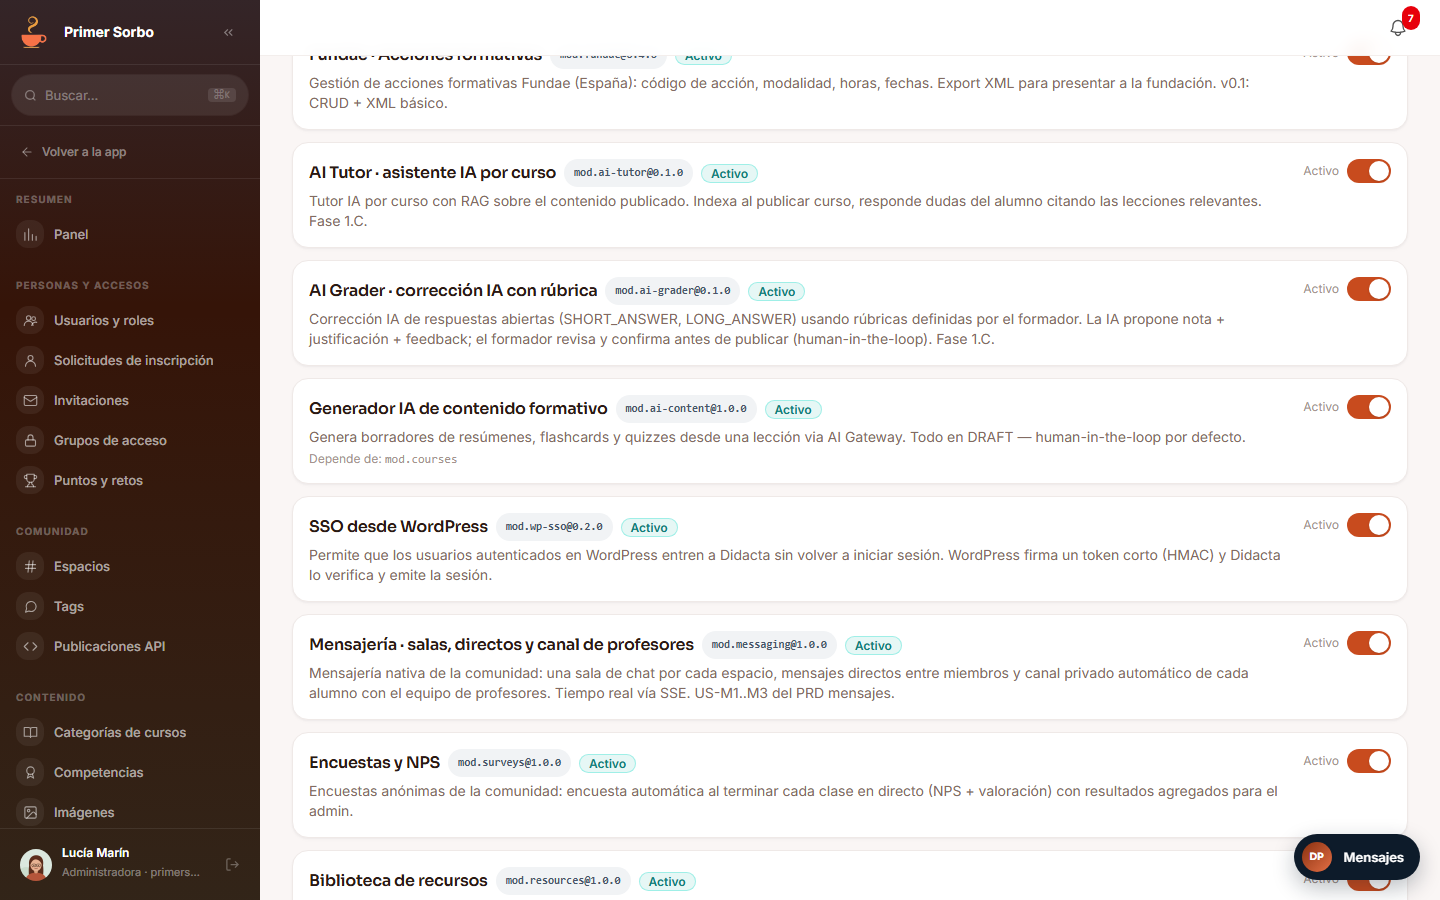 Primer Sorbo
Buscar...
⌘K
Volver a la app
RESUMEN
Panel
PERSONAS Y ACCESOS
Usuarios y roles
Solicitudes de inscripción
Invitaciones
Grupos de acceso
Puntos y retos
COMUNIDAD
Espacios
Tags
Publicaciones API
CONTENIDO
Categorías de cursos
Competencias
Imágenes
Lucía Marín
Administradora · primers...
7
Fundae · Acciones formativas
Activo
Activo
Gestión de acciones formativas Fundae (España): código de acción, modalidad, horas, fechas. Export XML para presentar a la fundación. v0.1:
CRUD + XML básico.
AI Tutor · asistente IA por curso mod.ai-tutor@0.1.0 Activo
Activo
Tutor IA por curso con RAG sobre el contenido publicado. Indexa al publicar curso, responde dudas del alumno citando las lecciones relevantes.
Fase 1.C.
AI Grader · corrección IA con rúbrica mod.ai-grader@0.1.0 Activo
Activo
Corrección IA de respuestas abiertas (SHORT_ANSWER, LONG_ANSWER) usando rúbricas definidas por el formador. La IA propone nota +
justificación + feedback; el formador revisa y confirma antes de publicar (human-in-the-loop). Fase 1.C.
Generador IA de contenido formativo mod.ai-content@1.0.0 Activo
Activo
Genera borradores de resúmenes, flashcards y quizzes desde una lección via AI Gateway. Todo en DRAFT — human-in-the-loop por defecto.
Depende de: mod.courses
SSO desde WordPress mod.wp-sso@0.2.0 Activo
Activo
Permite que los usuarios autenticados en WordPress entren a Didacta sin volver a iniciar sesión. WordPress firma un token corto (HMAC) y Didacta
lo verifica y emite la sesión.
Mensajería · salas, directos y canal de profesores mod.messaging@1.0.0 Activo
Activo
Mensajería nativa de la comunidad: una sala de chat por cada espacio, mensajes directos entre miembros y canal privado automático de cada
alumno con el equipo de profesores. Tiempo real vía SSE. US-M1..M3 del PRD mensajes.
Encuestas y NPS mod.surveys@1.0.0 Activo
Activo
Encuestas anónimas de la comunidad: encuesta automática al terminar cada clase en directo (NPS + valoración) con resultados agregados para el
admin.
Biblioteca de recursos mod.resources@1.0.0 Activo
Activo
DP Mensajes